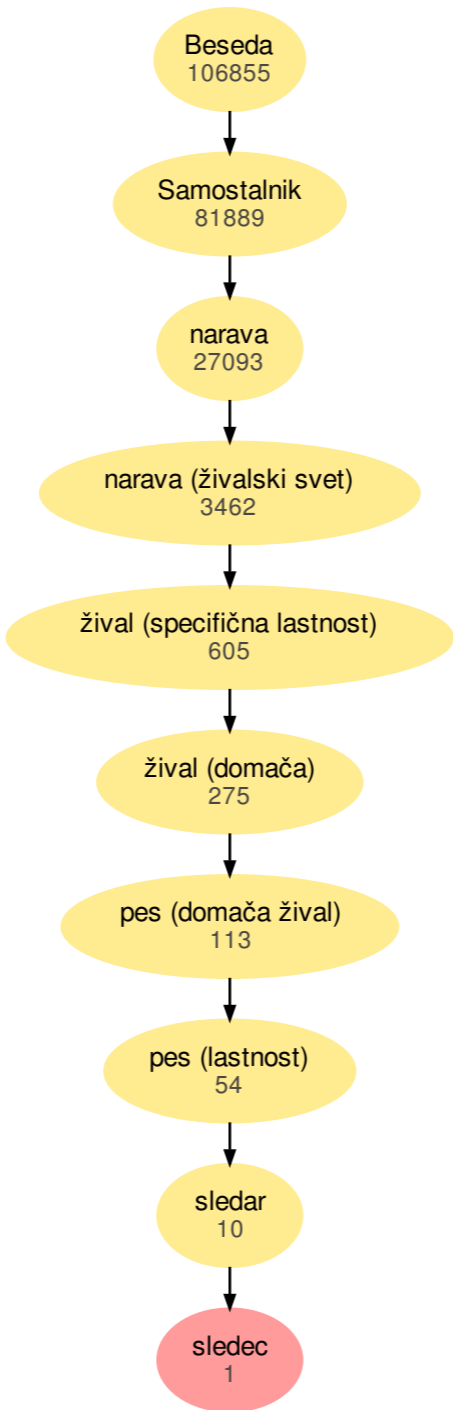 Beseda
106855
Samostalnik
81889
narava
27093
narava (živalski svet)
3462
žival (specifična lastnost)
605
žival (domača)
275
pes (domača žival)
113
pes (lastnost)
54
sledar
10
sledec
1